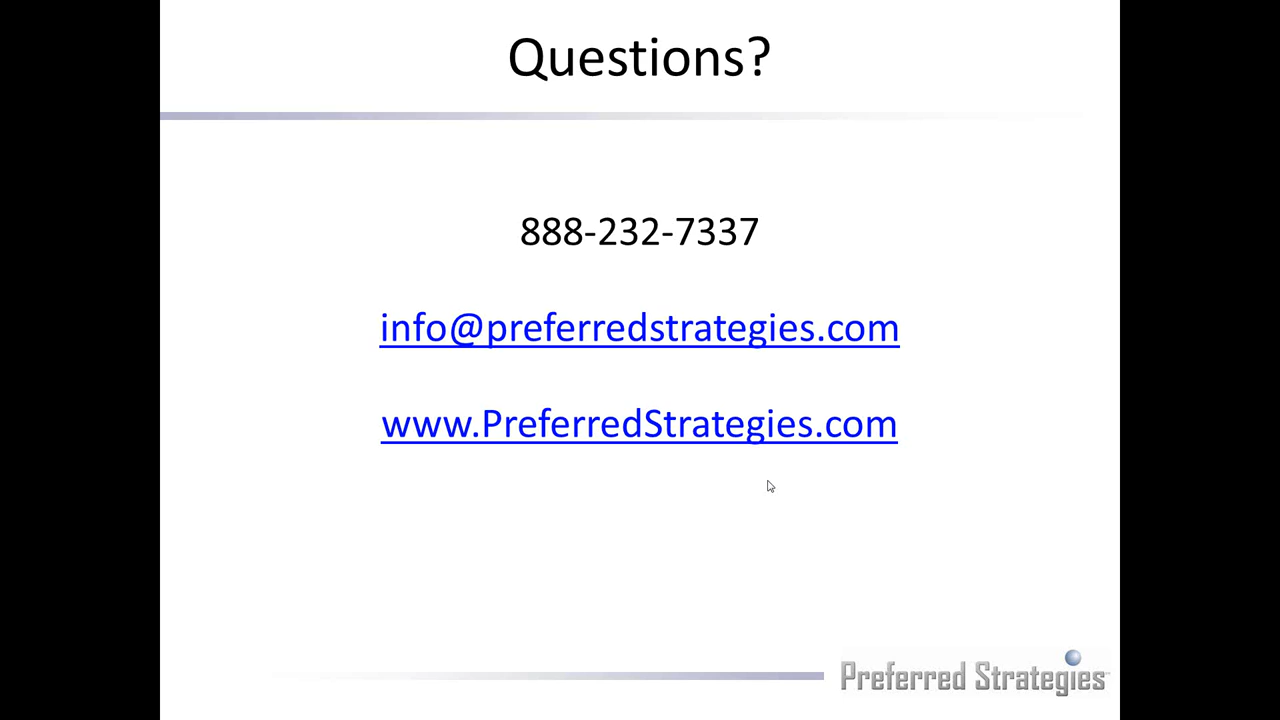 Questions?
888-232-7337
info@preferredstrategies.com
www.PreferredStrategies.com
Preferred Strategies